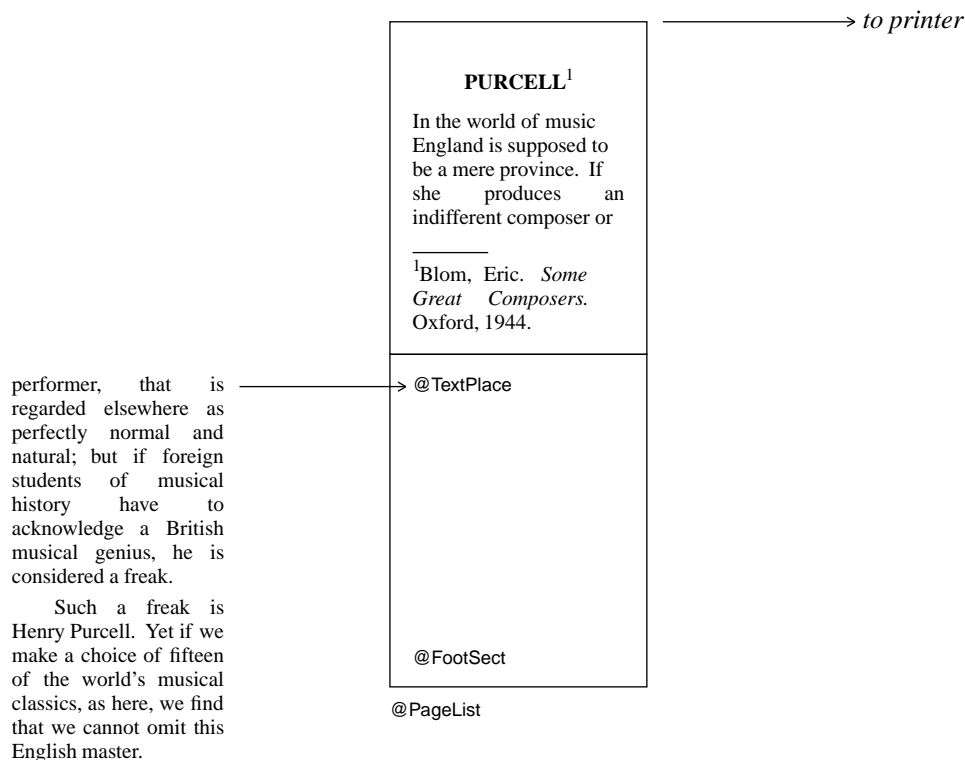 to printer
PURCELL1
In the world of music
England is supposed to
be a mere province. If
she produces an
indifferent composer or
1Blom, Eric. Some
Great Composers.
Oxford, 1944.
performer, that is
regarded elsewhere as
perfectly normal and
natural; but if foreign
students of musical
history have to
acknowledge a British
musical genius, he is
considered a freak.
Such a freak is
Henry Purcell. Yet if we
make a choice of fifteen
of the world's musical
classics, as here, we find
that we cannot omit this
English master.
@TextPlace
@FootSect
@PageList